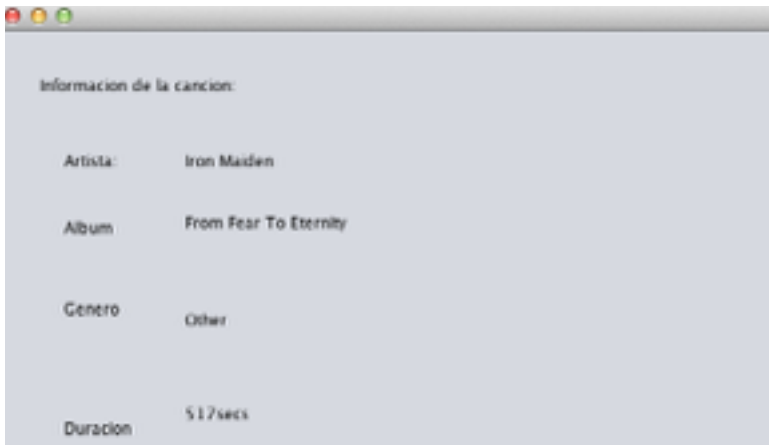 Informacion de la cancion:
Artista: Iron Maiden
Album From Fear To Eternity
Genero Other
Duracion 517secs